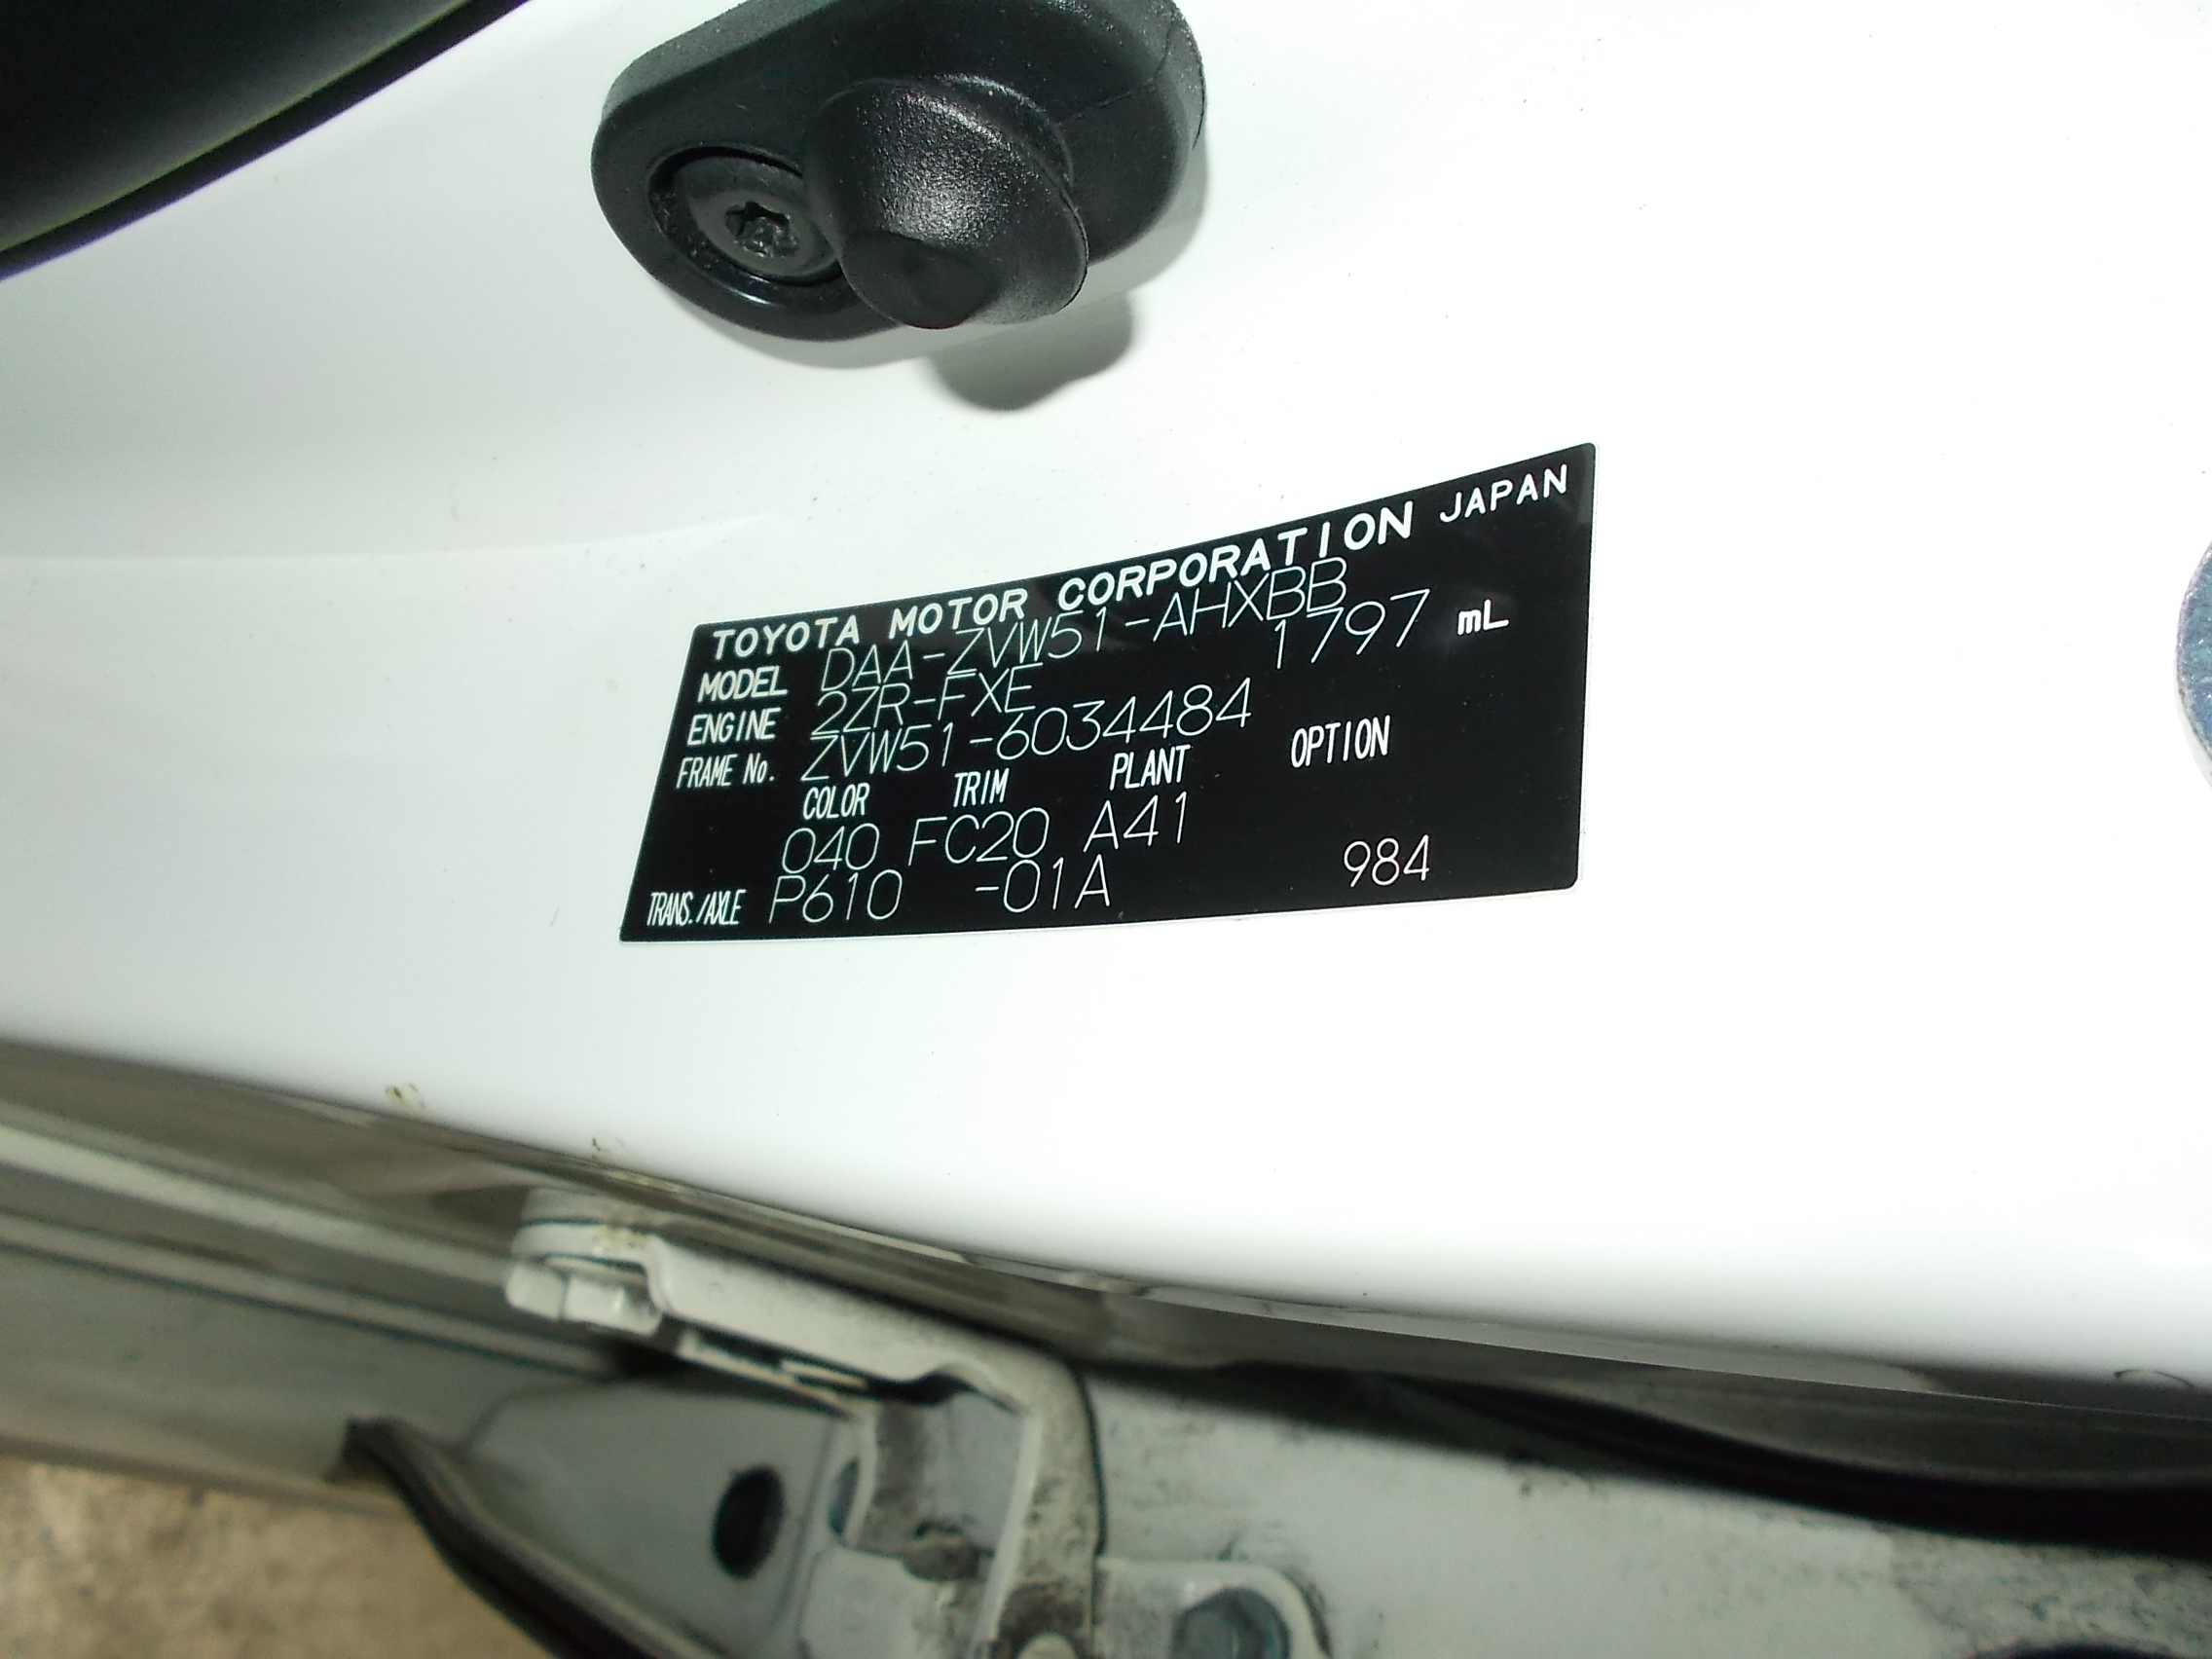 TOYOTA MOTOR CORPORATION JAPAN
MODEL DAA-ZVW51-AHXBB
ENGINE 2ZR-FXE 1797 mL
FRAME No. ZVW51-6034484
COLOR TRIM PLANT OPTION
040 FC20 A41
TRANS./AXLE P610 -01A 984